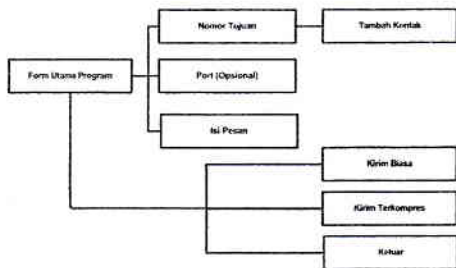 Nomor Tujuan
Tambah Kontak
Form Utama Program
Port (Opsional)
Isi Pesan
Kirim Biasa
Kirim Terkompres
Keluar